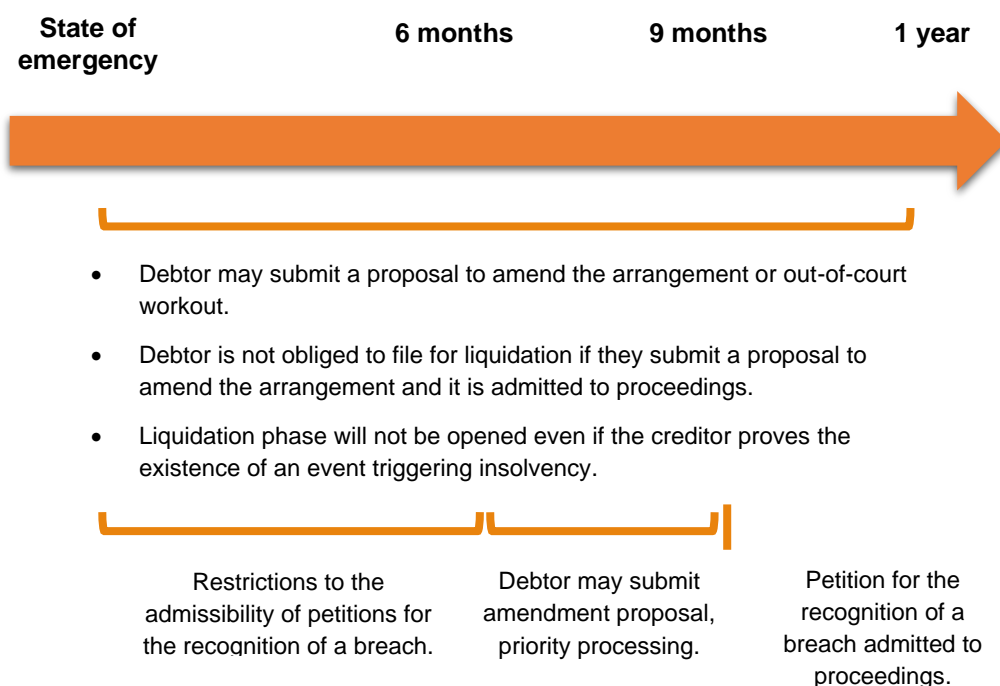 State of
emergency
6 months
9 months
1 year
• Debtor may submit a proposal to amend the arrangement or out-of-court
workout.
• Debtor is not obliged to file for liquidation if they submit a proposal to
amend the arrangement and it is admitted to proceedings.
• Liquidation phase will not be opened even if the creditor proves the
existence of an event triggering insolvency.
Restrictions to the
admissibility of petitions for
the recognition of a breach.
Debtor may submit
amendment proposal,
priority processing.
Petition for the
recognition of a
breach admitted to
proceedings.